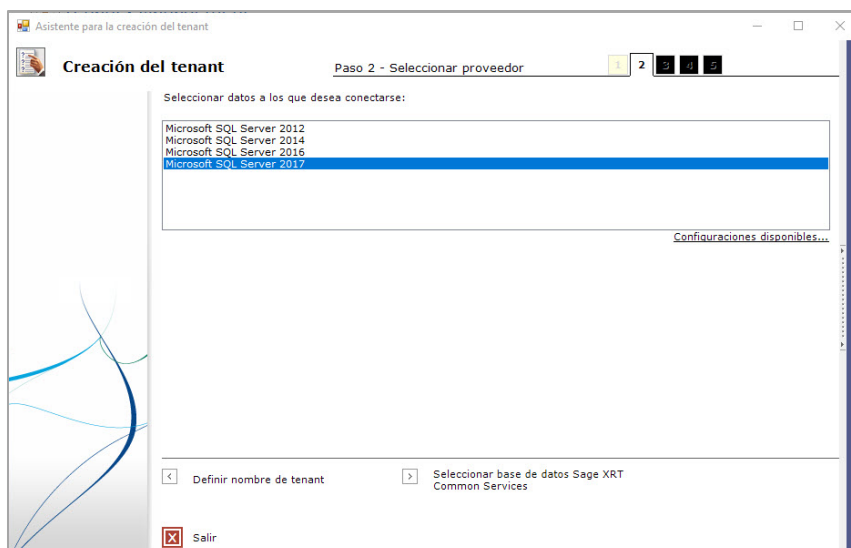 Asistente para la creación del tenant
Creación del tenant
Paso 2 - Seleccionar proveedor
1 2 3 4 5
Seleccionar datos a los que desea conectarse:
Microsoft SQL Server 2012
Microsoft SQL Server 2014
Microsoft SQL Server 2016
Microsoft SQL Server 2017
Configuraciones disponibles...
Definir nombre de tenant
Seleccionar base de datos Sage XRT
Common Services
Salir